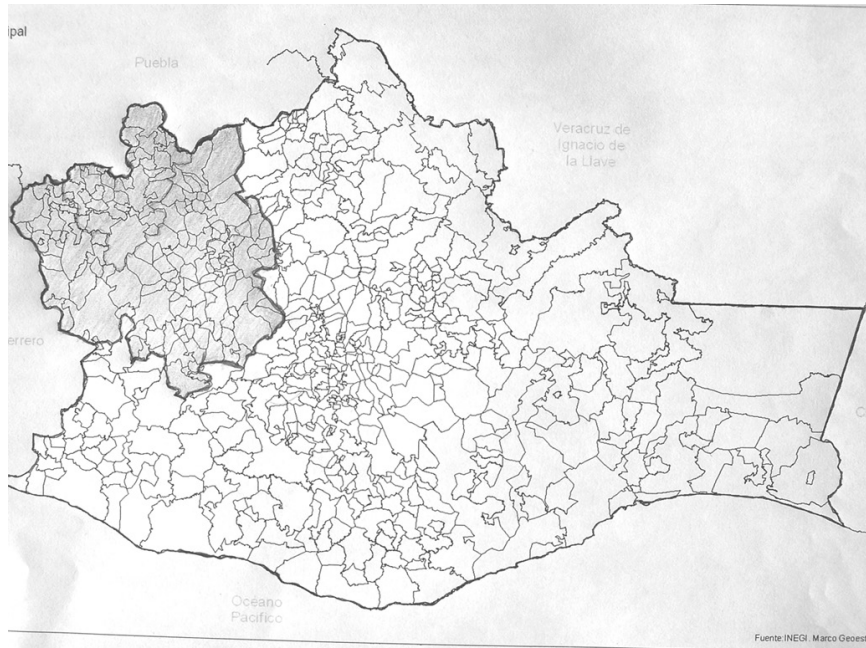 ipal
Puebla
Veracruz de
Ignacio de
la Llave
errero
C
Océano
Pacífico
Fuente:INEGI. Marco Geoest